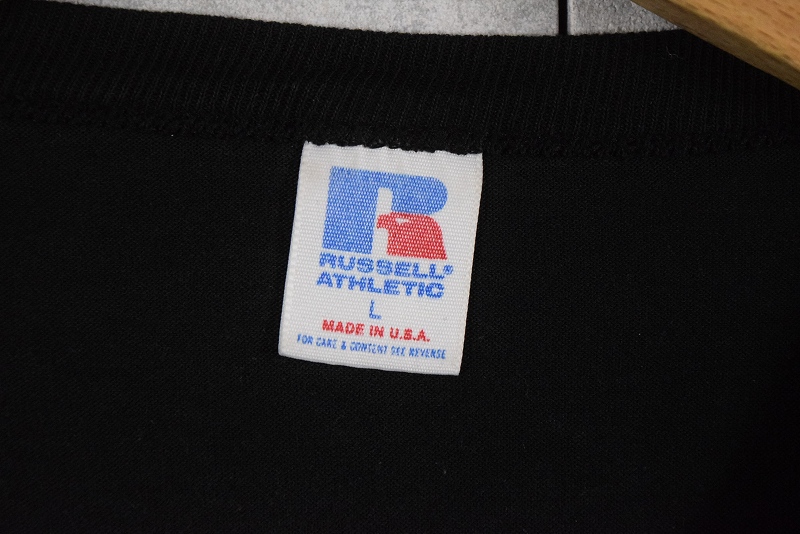 R
RUSSELL®
ATHLETIC
L
MADE IN U.S.A.
FOR CARE & CONTENT SEE REVERSE